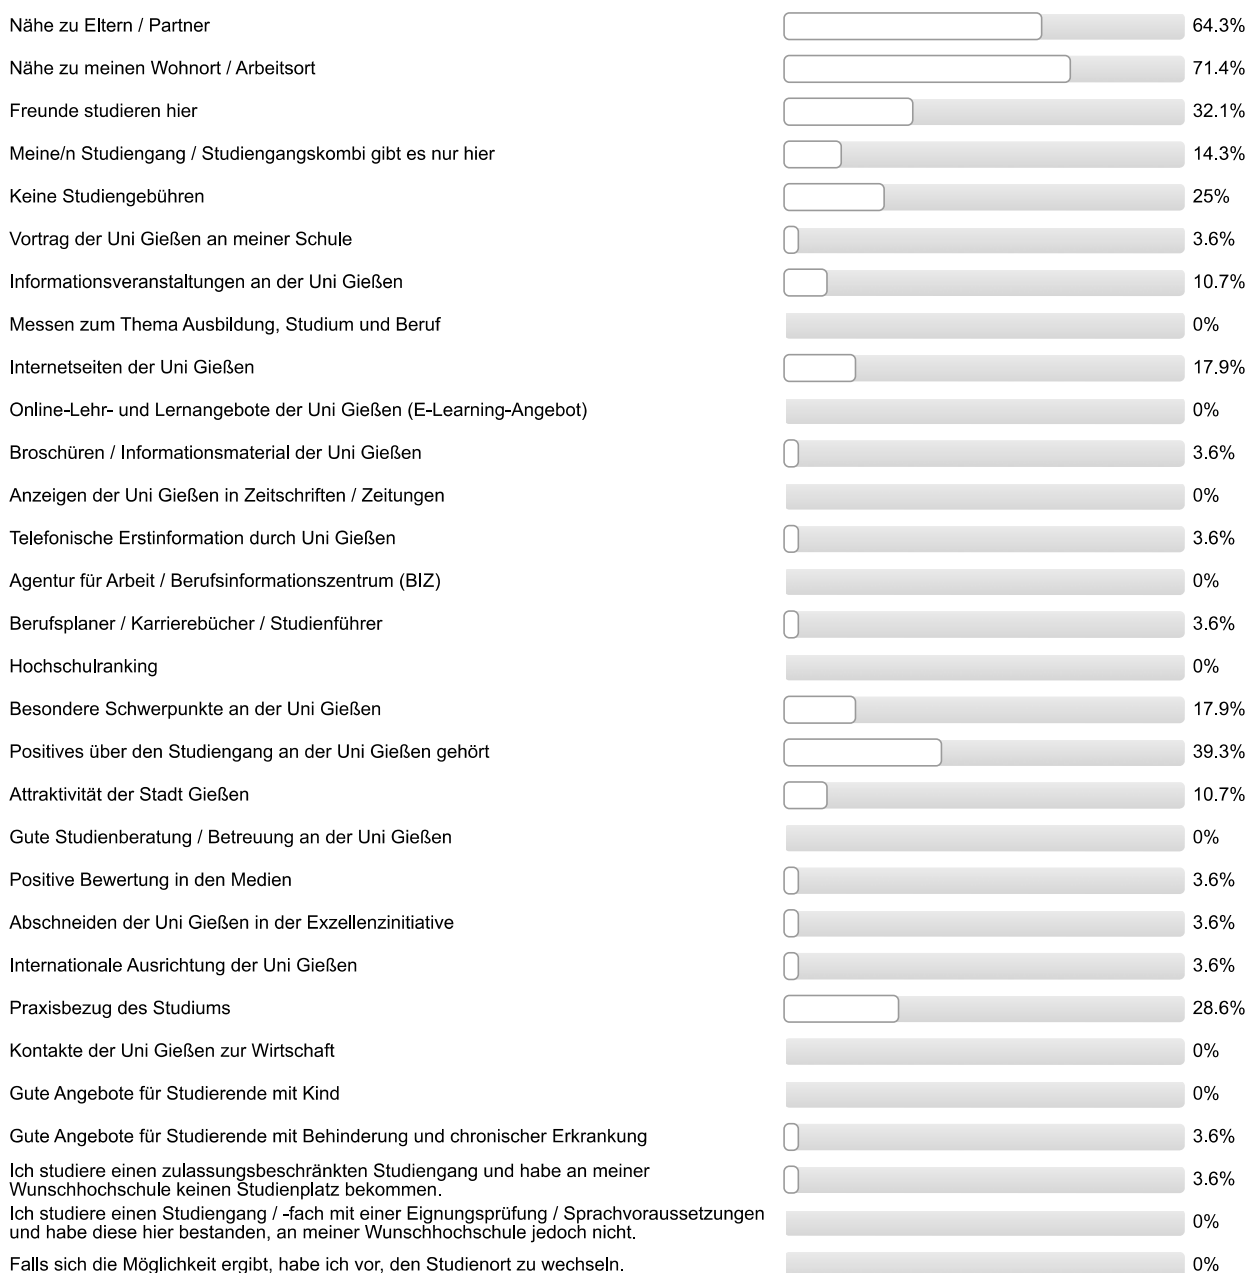 Nähe zu Eltern / Partner 64.3%
Nähe zu meinen Wohnort / Arbeitsort 71.4%
Freunde studieren hier 32.1%
Meine/n Studiengang / Studiengangskombi gibt es nur hier 14.3%
Keine Studiengebühren 25%
Vortrag der Uni Gießen an meiner Schule 3.6%
Informationsveranstaltungen an der Uni Gießen 10.7%
Messen zum Thema Ausbildung, Studium und Beruf 0%
Internetseiten der Uni Gießen 17.9%
Online-Lehr- und Lernangebote der Uni Gießen (E-Learning-Angebot) 0%
Broschüren / Informationsmaterial der Uni Gießen 3.6%
Anzeigen der Uni Gießen in Zeitschriften / Zeitungen 0%
Telefonische Erstinformation durch Uni Gießen 3.6%
Agentur für Arbeit / Berufsinformationszentrum (BIZ) 0%
Berufsplaner / Karrierebücher / Studienführer 3.6%
Hochschulranking 0%
Besondere Schwerpunkte an der Uni Gießen 17.9%
Positives über den Studiengang an der Uni Gießen gehört 39.3%
Attraktivität der Stadt Gießen 10.7%
Gute Studienberatung / Betreuung an der Uni Gießen 0%
Positive Bewertung in den Medien 3.6%
Abschneiden der Uni Gießen in der Exzellenzinitiative 3.6%
Internationale Ausrichtung der Uni Gießen 3.6%
Praxisbezug des Studiums 28.6%
Kontakte der Uni Gießen zur Wirtschaft 0%
Gute Angebote für Studierende mit Kind 0%
Gute Angebote für Studierende mit Behinderung und chronischer Erkrankung 3.6%
Ich studiere einen zulassungsbeschränkten Studiengang und habe an meiner
Wunschhochschule keinen Studienplatz bekommen. 3.6%
Ich studiere einen Studiengang / -fach mit einer Eignungsprüfung / Sprachvoraussetzungen
und habe diese hier bestanden, an meiner Wunschhochschule jedoch nicht. 0%
Falls sich die Möglichkeit ergibt, habe ich vor, den Studienort zu wechseln. 0%